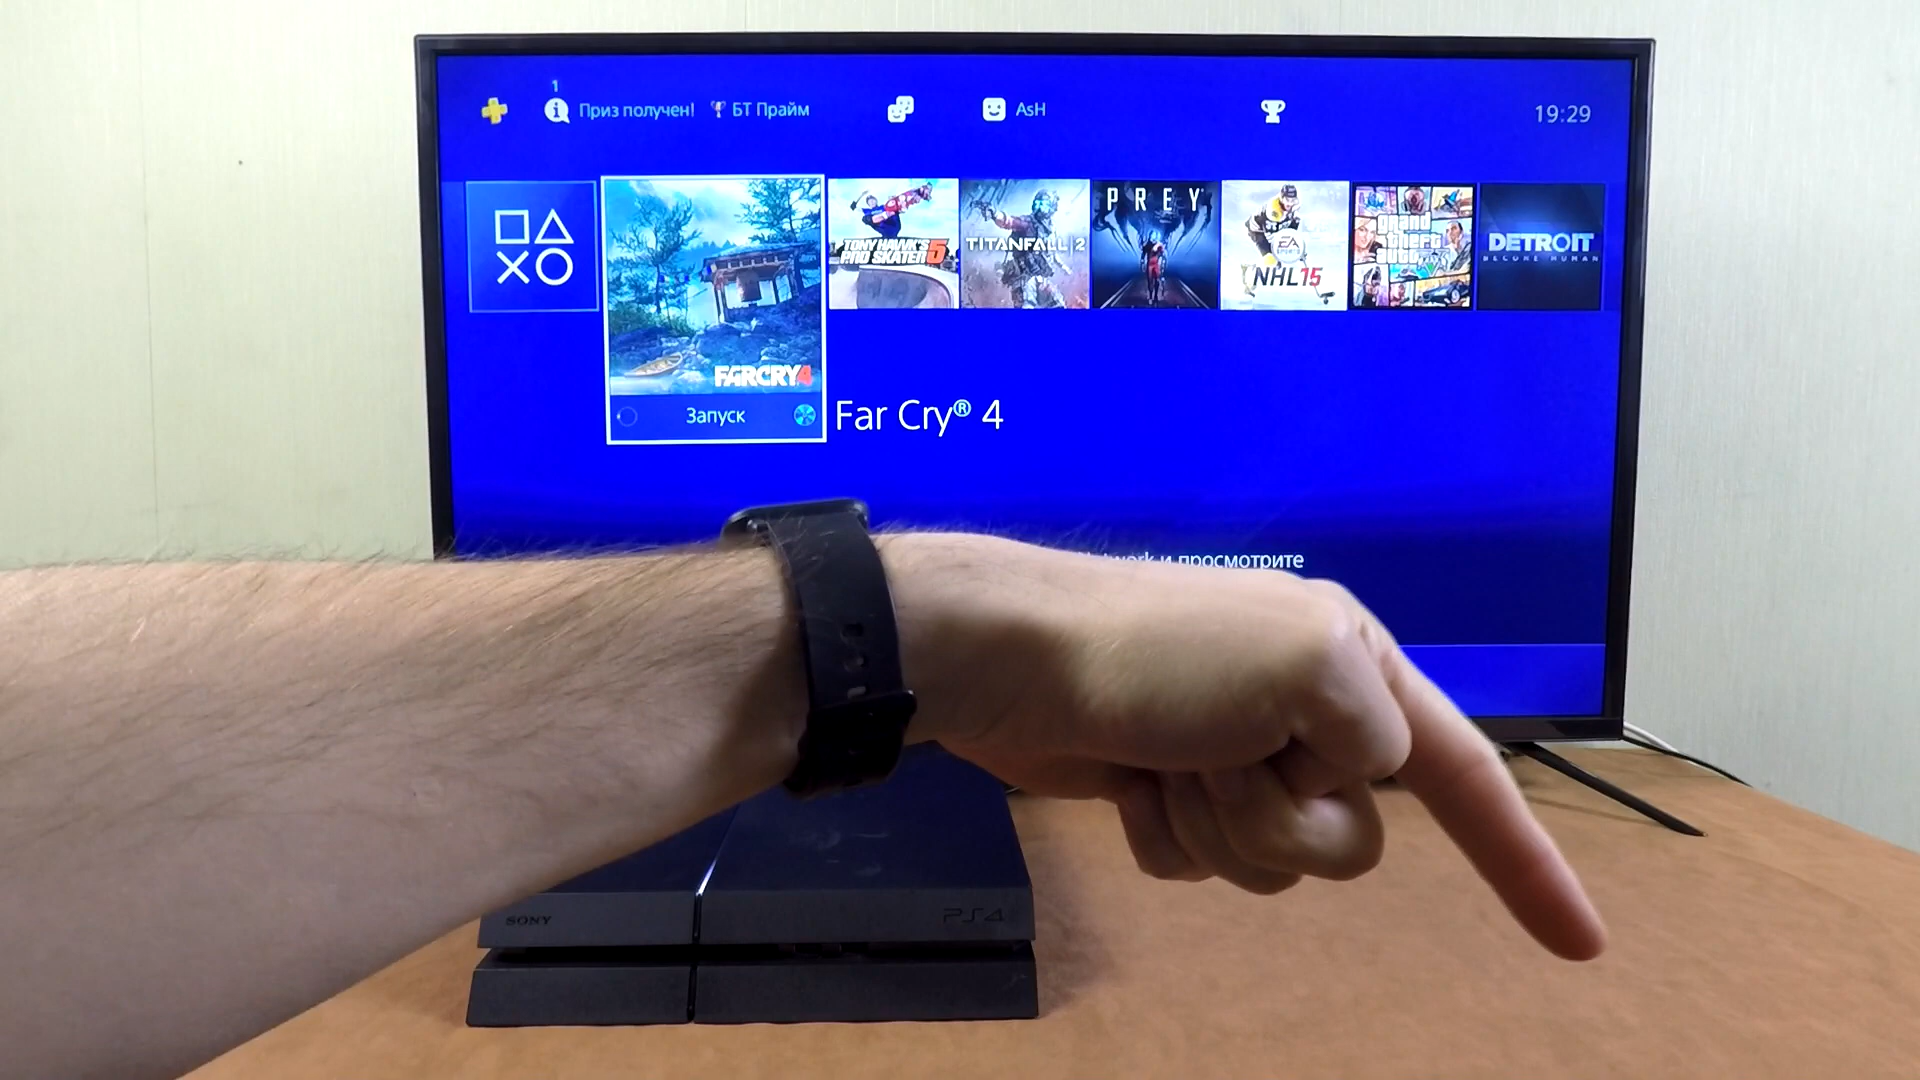 1
Приз получен! БТ Прайм
AsH
19:29
FARCRY4
TONY HAWK'S
PRO SKATER 5
TITANFALL 2
PREY
EA
SPORTS
NHL15
grand
theft
auto
DETROIT
BECOME HUMAN
Запуск
Far Cry® 4
Network и просмотрите
SONY
PS4